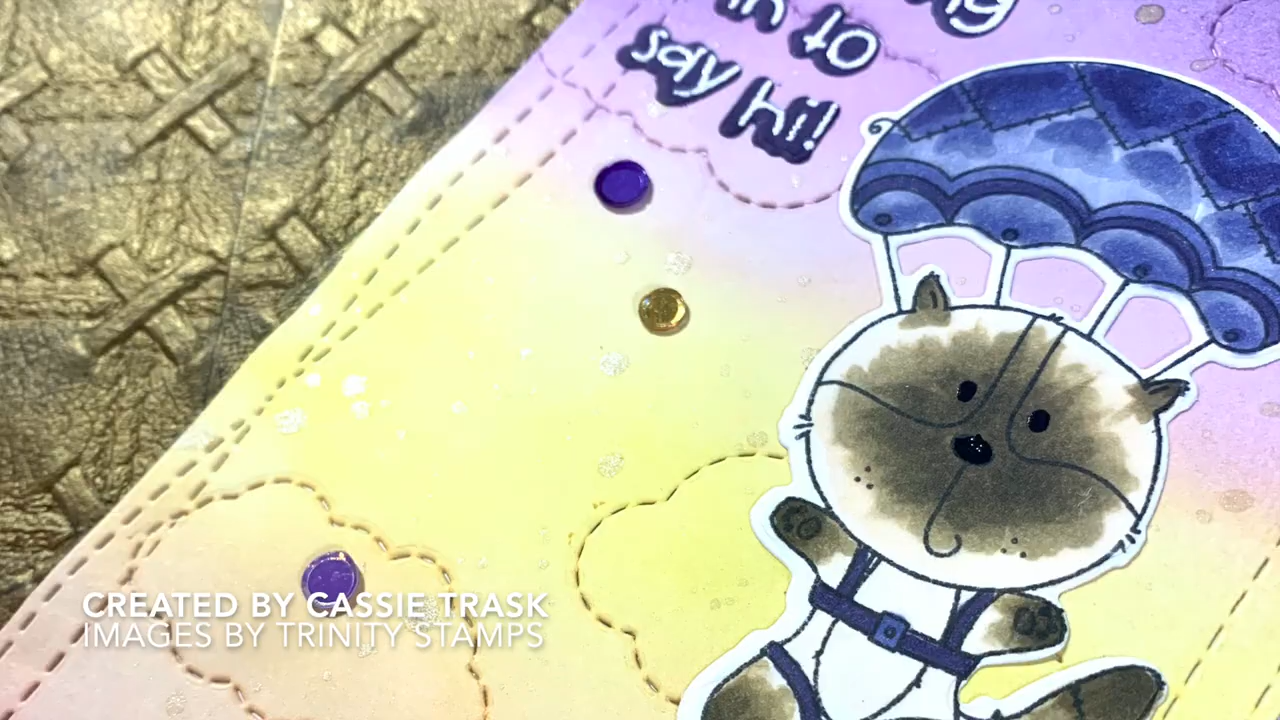 in to
say hi!
CREATED BY CASSIE TRASK
IMAGES BY TRINITY STAMPS